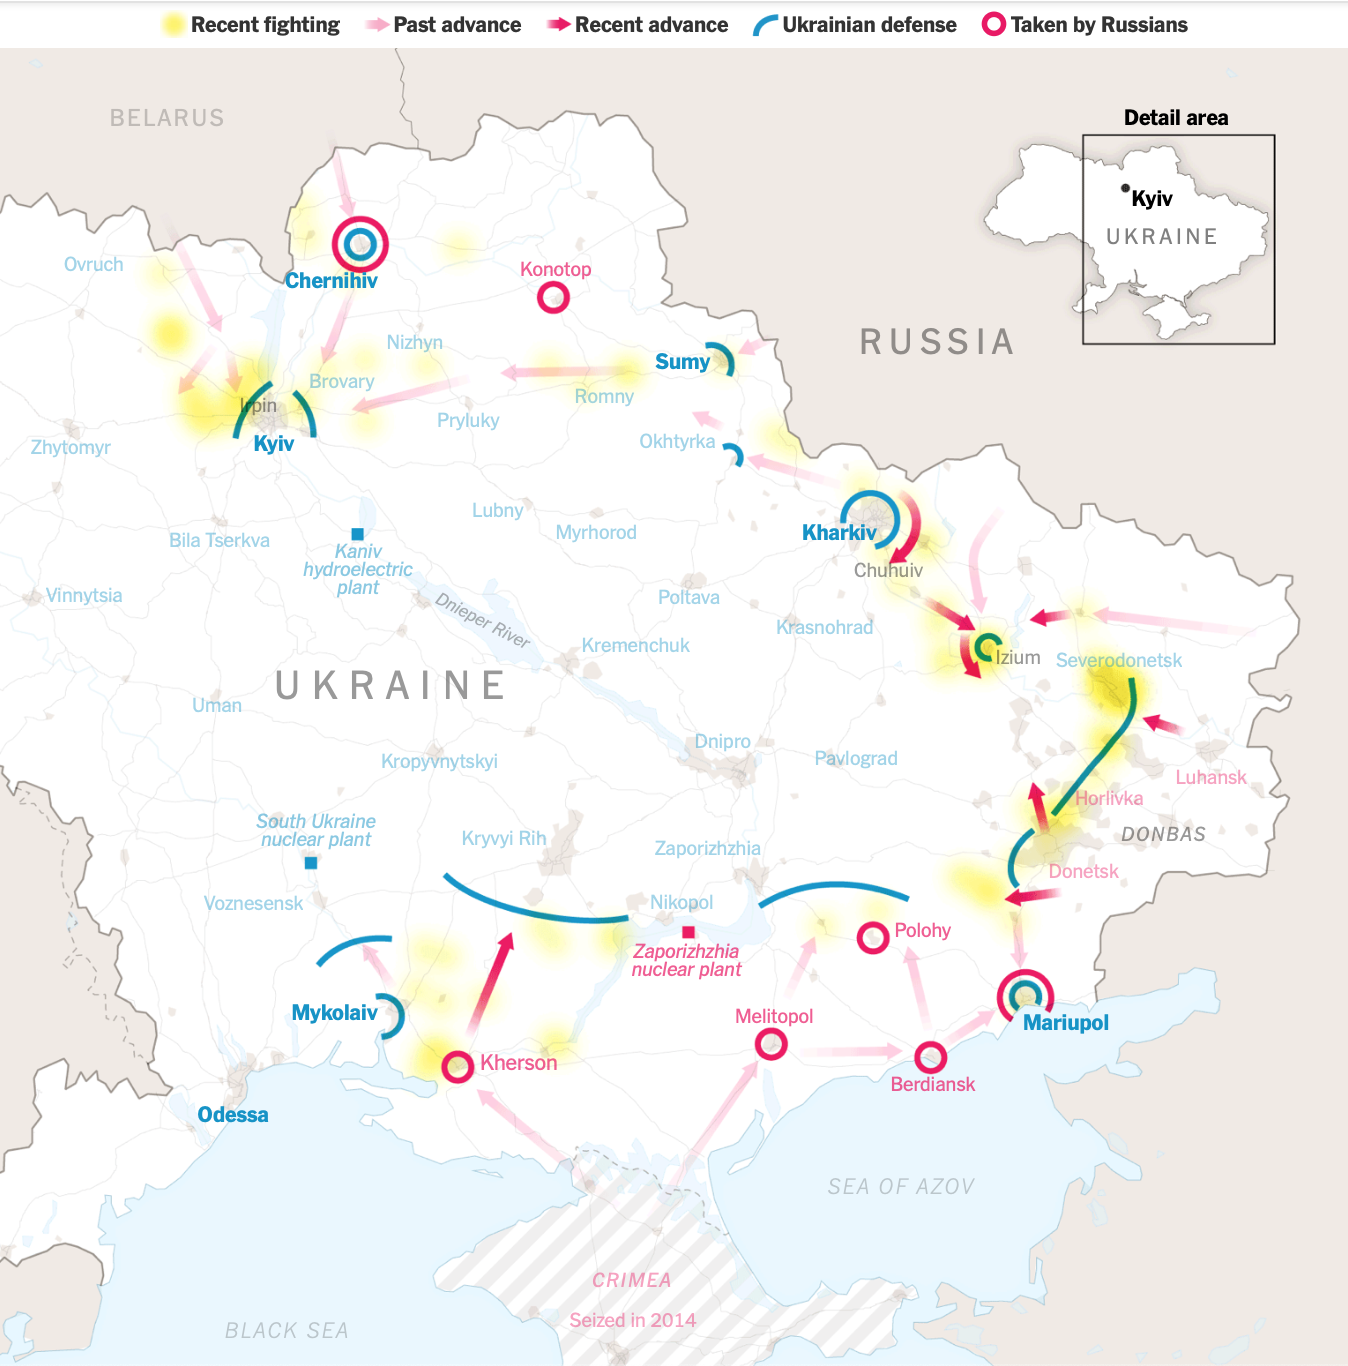 Recent fighting
Past advance
Recent advance
Ukrainian defense
Taken by Russians
BELARUS
Detail area
Kyiv
UKRAINE
Ovruch
Chernihiv
Konotop
RUSSIA
Nizhyn
Sumy
Brovary
Irpin
Romny
Pryluky
Okhtyrka
Kyiv
Zhytomyr
Lubny
Myrhorod
Kharkiv
Bila Tserkva
Kaniv
hydroelectric
plant
Chuhuiv
Vinnytsia
Dnieper River
Poltava
Krasnohrad
Kremenchuk
Izium
Severodonetsk
UKRAINE
Uman
Dnipro
Kropyvnytskyi
Pavlograd
Luhansk
Horlivka
South Ukraine
nuclear plant
Kryvyi Rih
DONBAS
Zaporizhzhia
Donetsk
Voznesensk
Nikopol
Polohy
Zaporizhzhia
nuclear plant
Mykolaiv
Melitopol
Mariupol
Kherson
Berdiansk
Odessa
SEA OF AZOV
CRIMEA
Seized in 2014
BLACK SEA